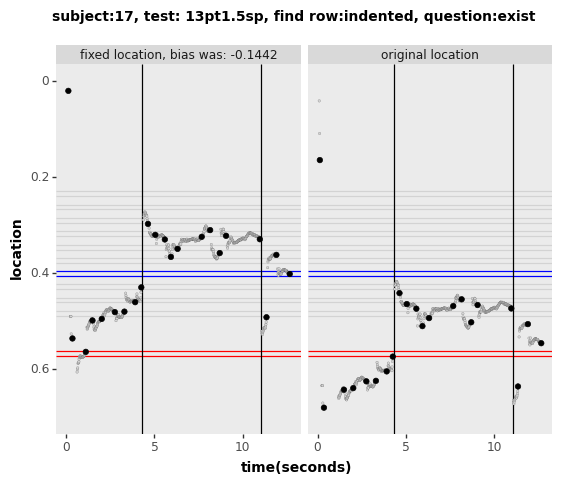 subject:17, test: 13pt1.5sp, find row:indented, question:exist
fixed location, bias was: -0.1442
original location
0
0.2
0.4
0.6
location
0
5
10
0
5
10
time(seconds)